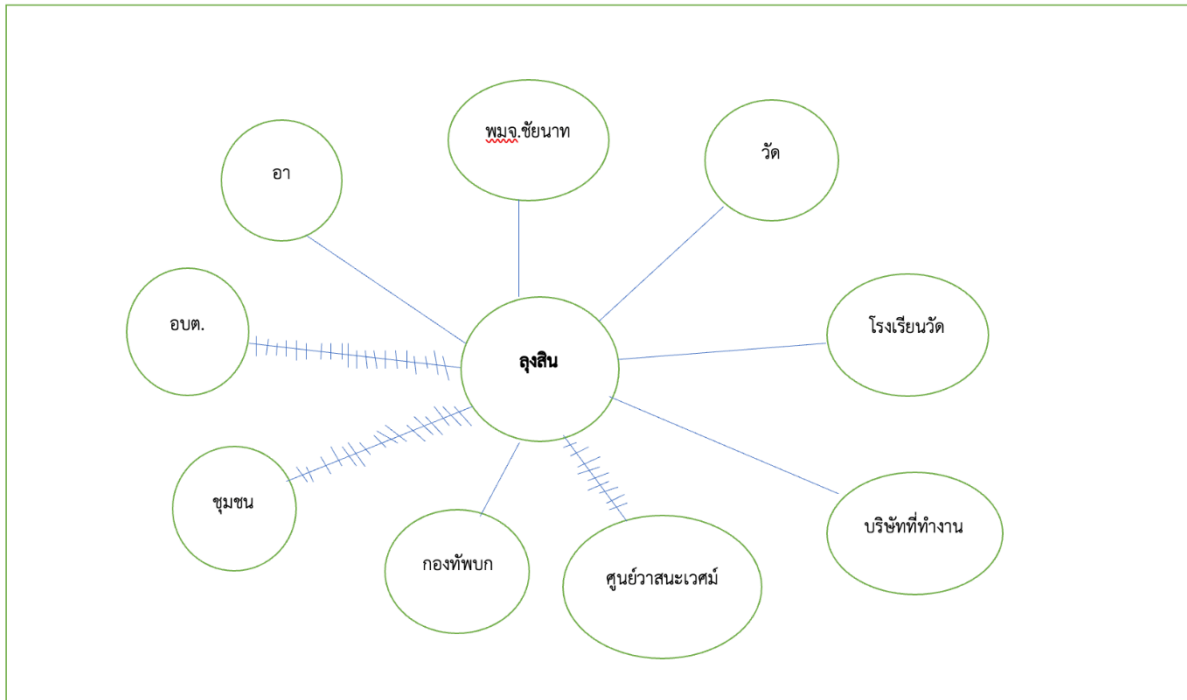 พมจ.ชัยนาท
วัด
อา
อบต.
โรงเรียนวัด
ลุงสิน
ชุมชน
บริษัทที่ทำงาน
กองทัพบก
ศูนย์วาสนะเวศม์